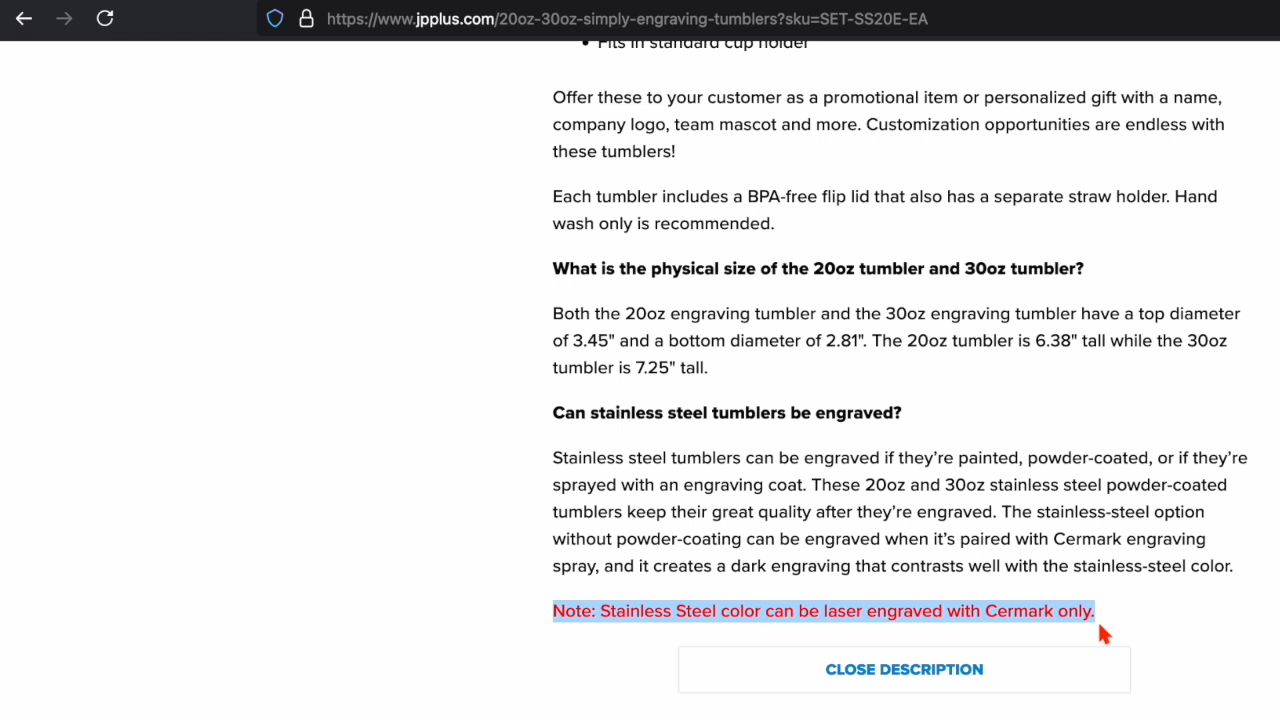 https://www.jpplus.com/20oz-30oz-simply-engraving-tumblers?sku=SET-SS20E-EA
• Fits in standard cup holder
Offer these to your customer as a promotional item or personalized gift with a name,
company logo, team mascot and more. Customization opportunities are endless with
these tumblers!
Each tumbler includes a BPA-free flip lid that also has a separate straw holder. Hand
wash only is recommended.
What is the physical size of the 20oz tumbler and 30oz tumbler?
Both the 20oz engraving tumbler and the 30oz engraving tumbler have a top diameter
of 3.45" and a bottom diameter of 2.81". The 20oz tumbler is 6.38" tall while the 30oz
tumbler is 7.25" tall.
Can stainless steel tumblers be engraved?
Stainless steel tumblers can be engraved if they’re painted, powder-coated, or if they’re
sprayed with an engraving coat. These 20oz and 30oz stainless steel powder-coated
tumblers keep their great quality after they’re engraved. The stainless-steel option
without powder-coating can be engraved when it’s paired with Cermark engraving
spray, and it creates a dark engraving that contrasts well with the stainless-steel color.
Note: Stainless Steel color can be laser engraved with Cermark only.
CLOSE DESCRIPTION